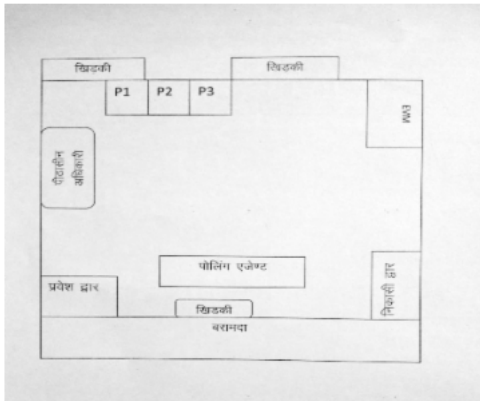 खिडकी
खिडकी
P1 P2 P3
EVM
पीठासीन
अधिकारी
पोलिंग एजेण्ट
प्रवेश द्वार
निकासी द्वार
खिडकी
बरामदा